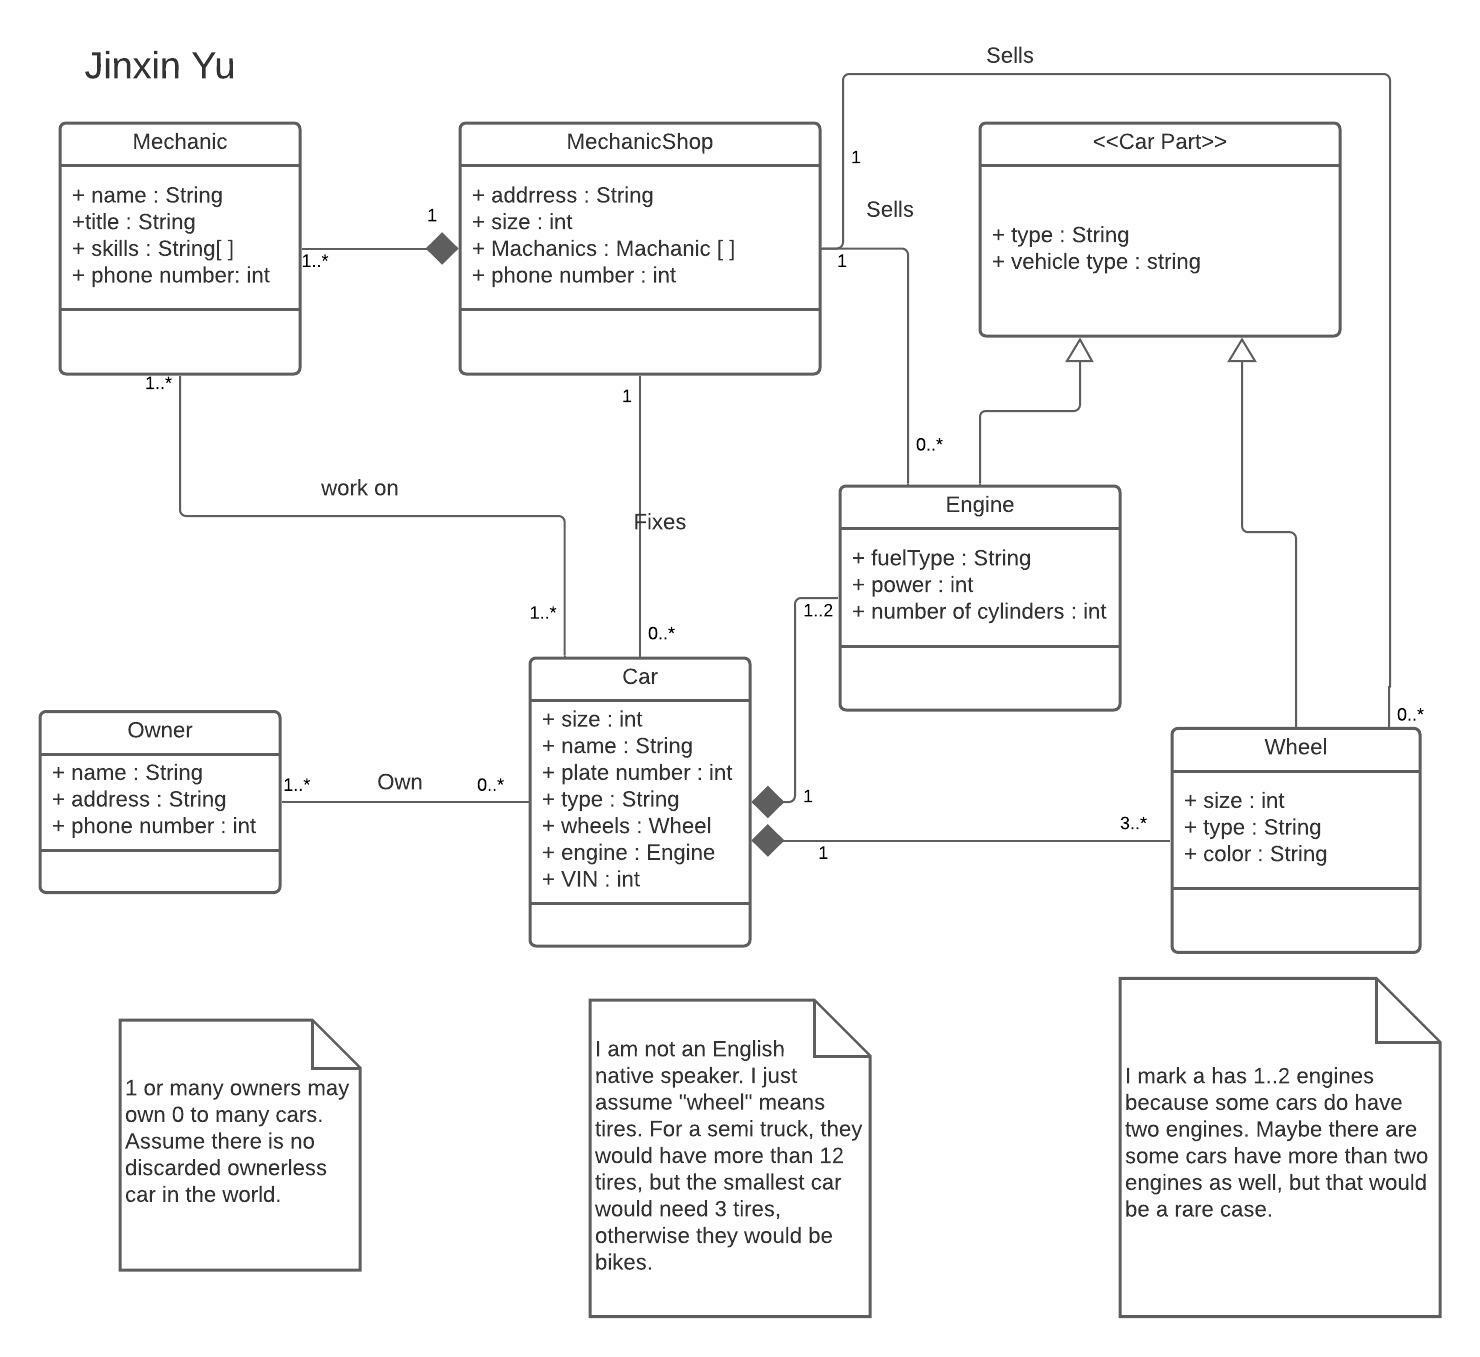 Jinxin Yu
Sells
Mechanic
+ name : String
+title : String
+ skills : String[ ]
+ phone number: int
1
1..*
MechanicShop
+ addrress : String
+ size : int
+ Machanics : Machanic [ ]
+ phone number : int
1
Sells
1
<<Car Part>>
+ type : String
+ vehicle type : string
1..*
1
0..*
work on
Fixes
Engine
+ fuelType : String
+ power : int
+ number of cylinders : int
1..2
1..*
0..*
Owner
+ name : String
+ address : String
+ phone number : int
1..*
Own
0..*
Car
+ size : int
+ name : String
+ plate number : int
+ type : String
+ wheels : Wheel
+ engine : Engine
+ VIN : int
1
1
3..*
0..*
Wheel
+ size : int
+ type : String
+ color : String
1 or many owners may
own 0 to many cars.
Assume there is no
discarded ownerless
car in the world.
I am not an English
native speaker. I just
assume "wheel" means
tires. For a semi truck, they
would have more than 12
tires, but the smallest car
would need 3 tires,
otherwise they would be
bikes.
I mark a has 1..2 engines
because some cars do have
two engines. Maybe there are
some cars have more than two
engines as well, but that would
be a rare case.